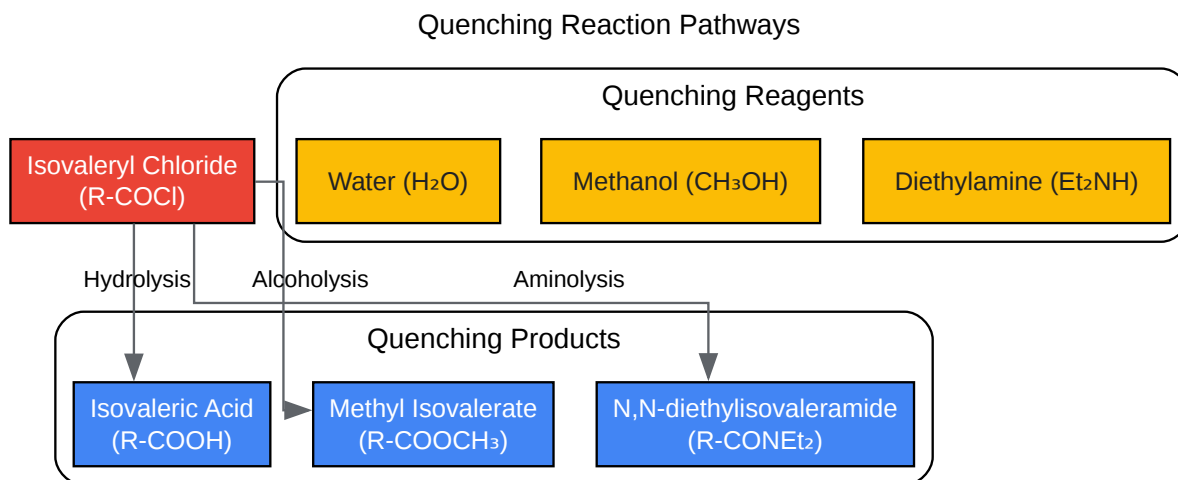 Quenching Reaction Pathways
Quenching Reagents
Isovaleryl Chloride
(R-COCl)
Water (H₂O)
Methanol (CH₃OH)
Diethylamine (Et₂NH)
Hydrolysis
Alcoholysis
Aminolysis
Quenching Products
Isovaleric Acid
(R-COOH)
Methyl Isovalerate
(R-COOCH₃)
N,N-diethylisovaleramide
(R-CONEt₂)